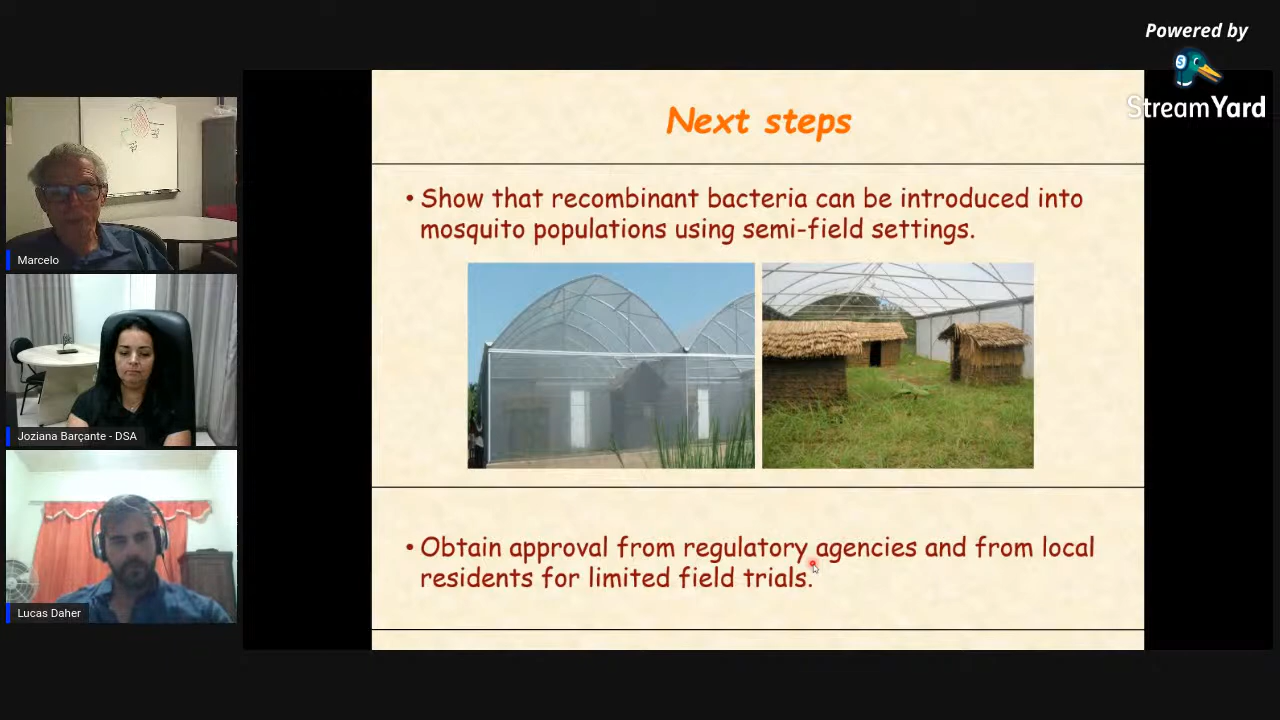 Powered by
StreamYard
Next steps
• Show that recombinant bacteria can be introduced into
mosquito populations using semi-field settings.
• Obtain approval from regulatory agencies and from local
residents for limited field trials.
Marcelo
Joziana Barçante - DSA
Lucas Daher